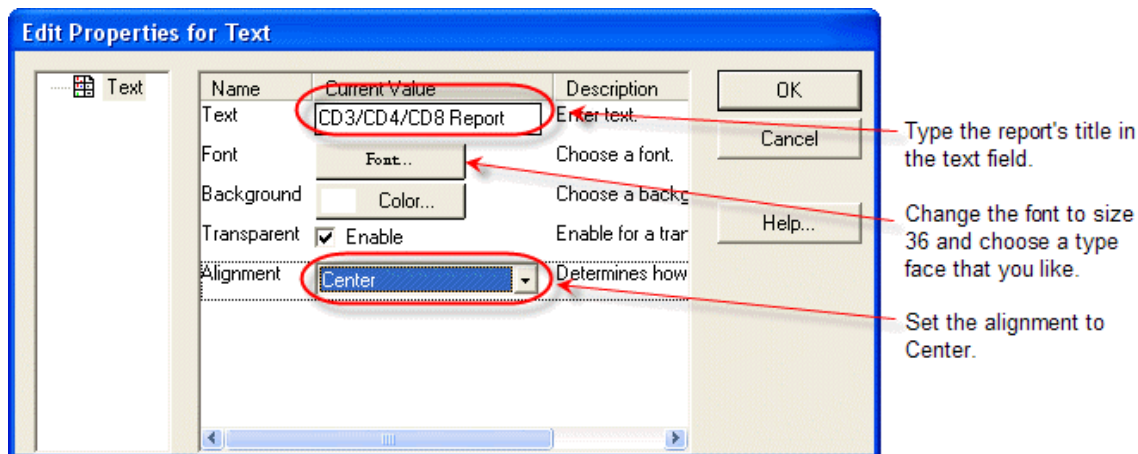 Edit Properties for Text
Text
Name Current Value Description
Text CD3/CD4/CD8 Report Enter text.
Font Font... Choose a font.
Background Color... Choose a backg
Transparent Enable Enable for a tran
Alignment Center Determines how
OK
Cancel
Help...
Type the report's title in
the text field.
Change the font to size
36 and choose a type
face that you like.
Set the alignment to
Center.